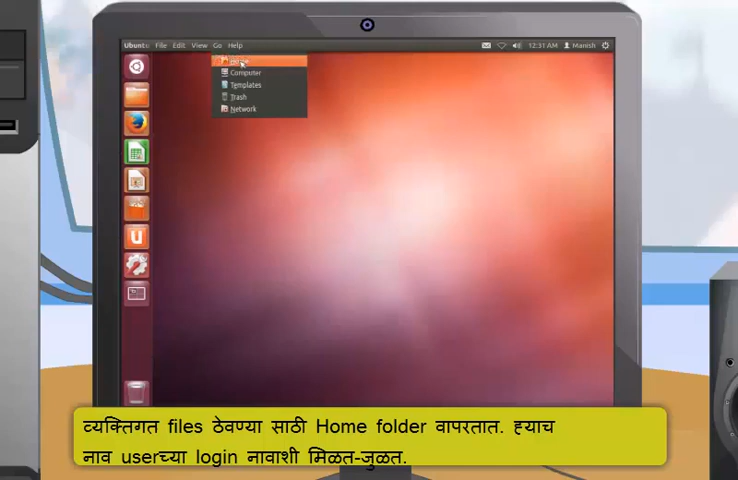 Ubuntu File Edit View Go Help
12:31 AM Manish
Home
Computer
Templates
Trash
Network
व्यक्तिगत files ठेवण्या साठी Home folder वापरतात. ह्याच
नाव userच्या login नावाशी मिळत-जुळत.